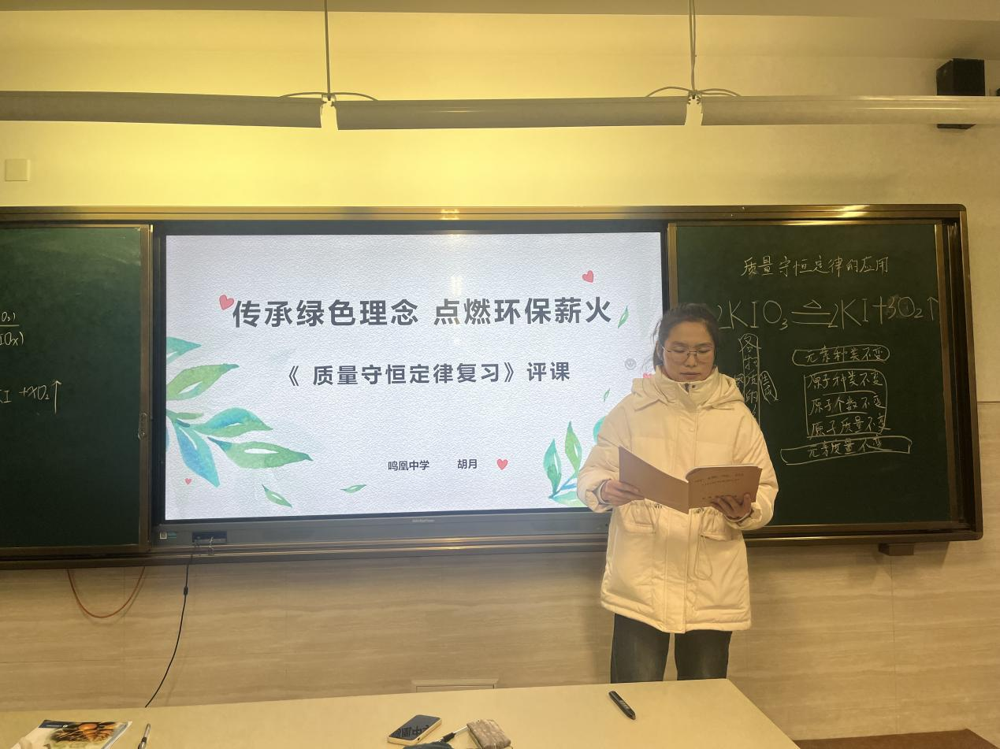 传承绿色理念 点燃环保薪火
《 质量守恒定律复习》评课
鸣凰中学 胡月
KI +xO₂↑
质量守恒定律的应用
2KIO₃ 2KI+3O₂↑
元素种类不变
原子种类不变
原子个数不变
原子质量不变
元素质量不变